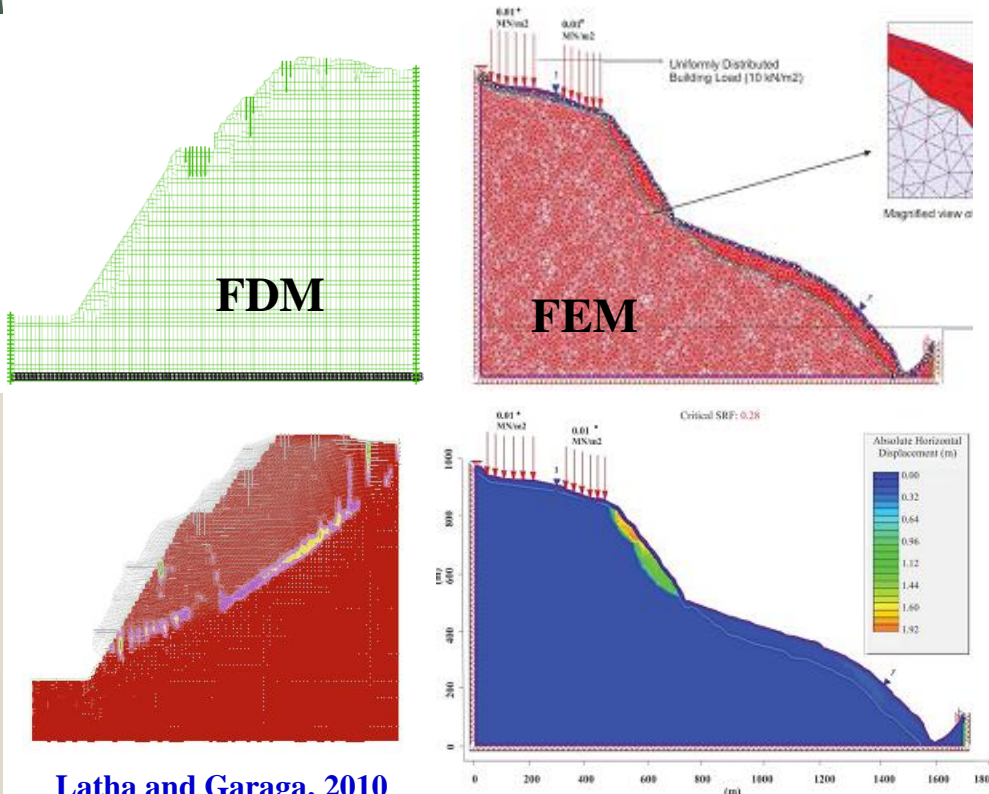 0.01 *
MN/m2
0.01*
MN/m2
Uniformly Distributed
Building Load (10 kN/m2)
Magnified view of
FDM
FEM
0.01 *
MN/m2
0.01 *
MN/m2
Critical SRF: 0.28
Absolute Horizontal
Displacement (m)
0.00
0.32
0.64
0.96
1.12
1.44
1.60
1.92
1000
800
600
400
200
0
(m)
0 200 400 600 800 1000 1200 1400 1600 180
(m)
Latha and Garaga, 2010